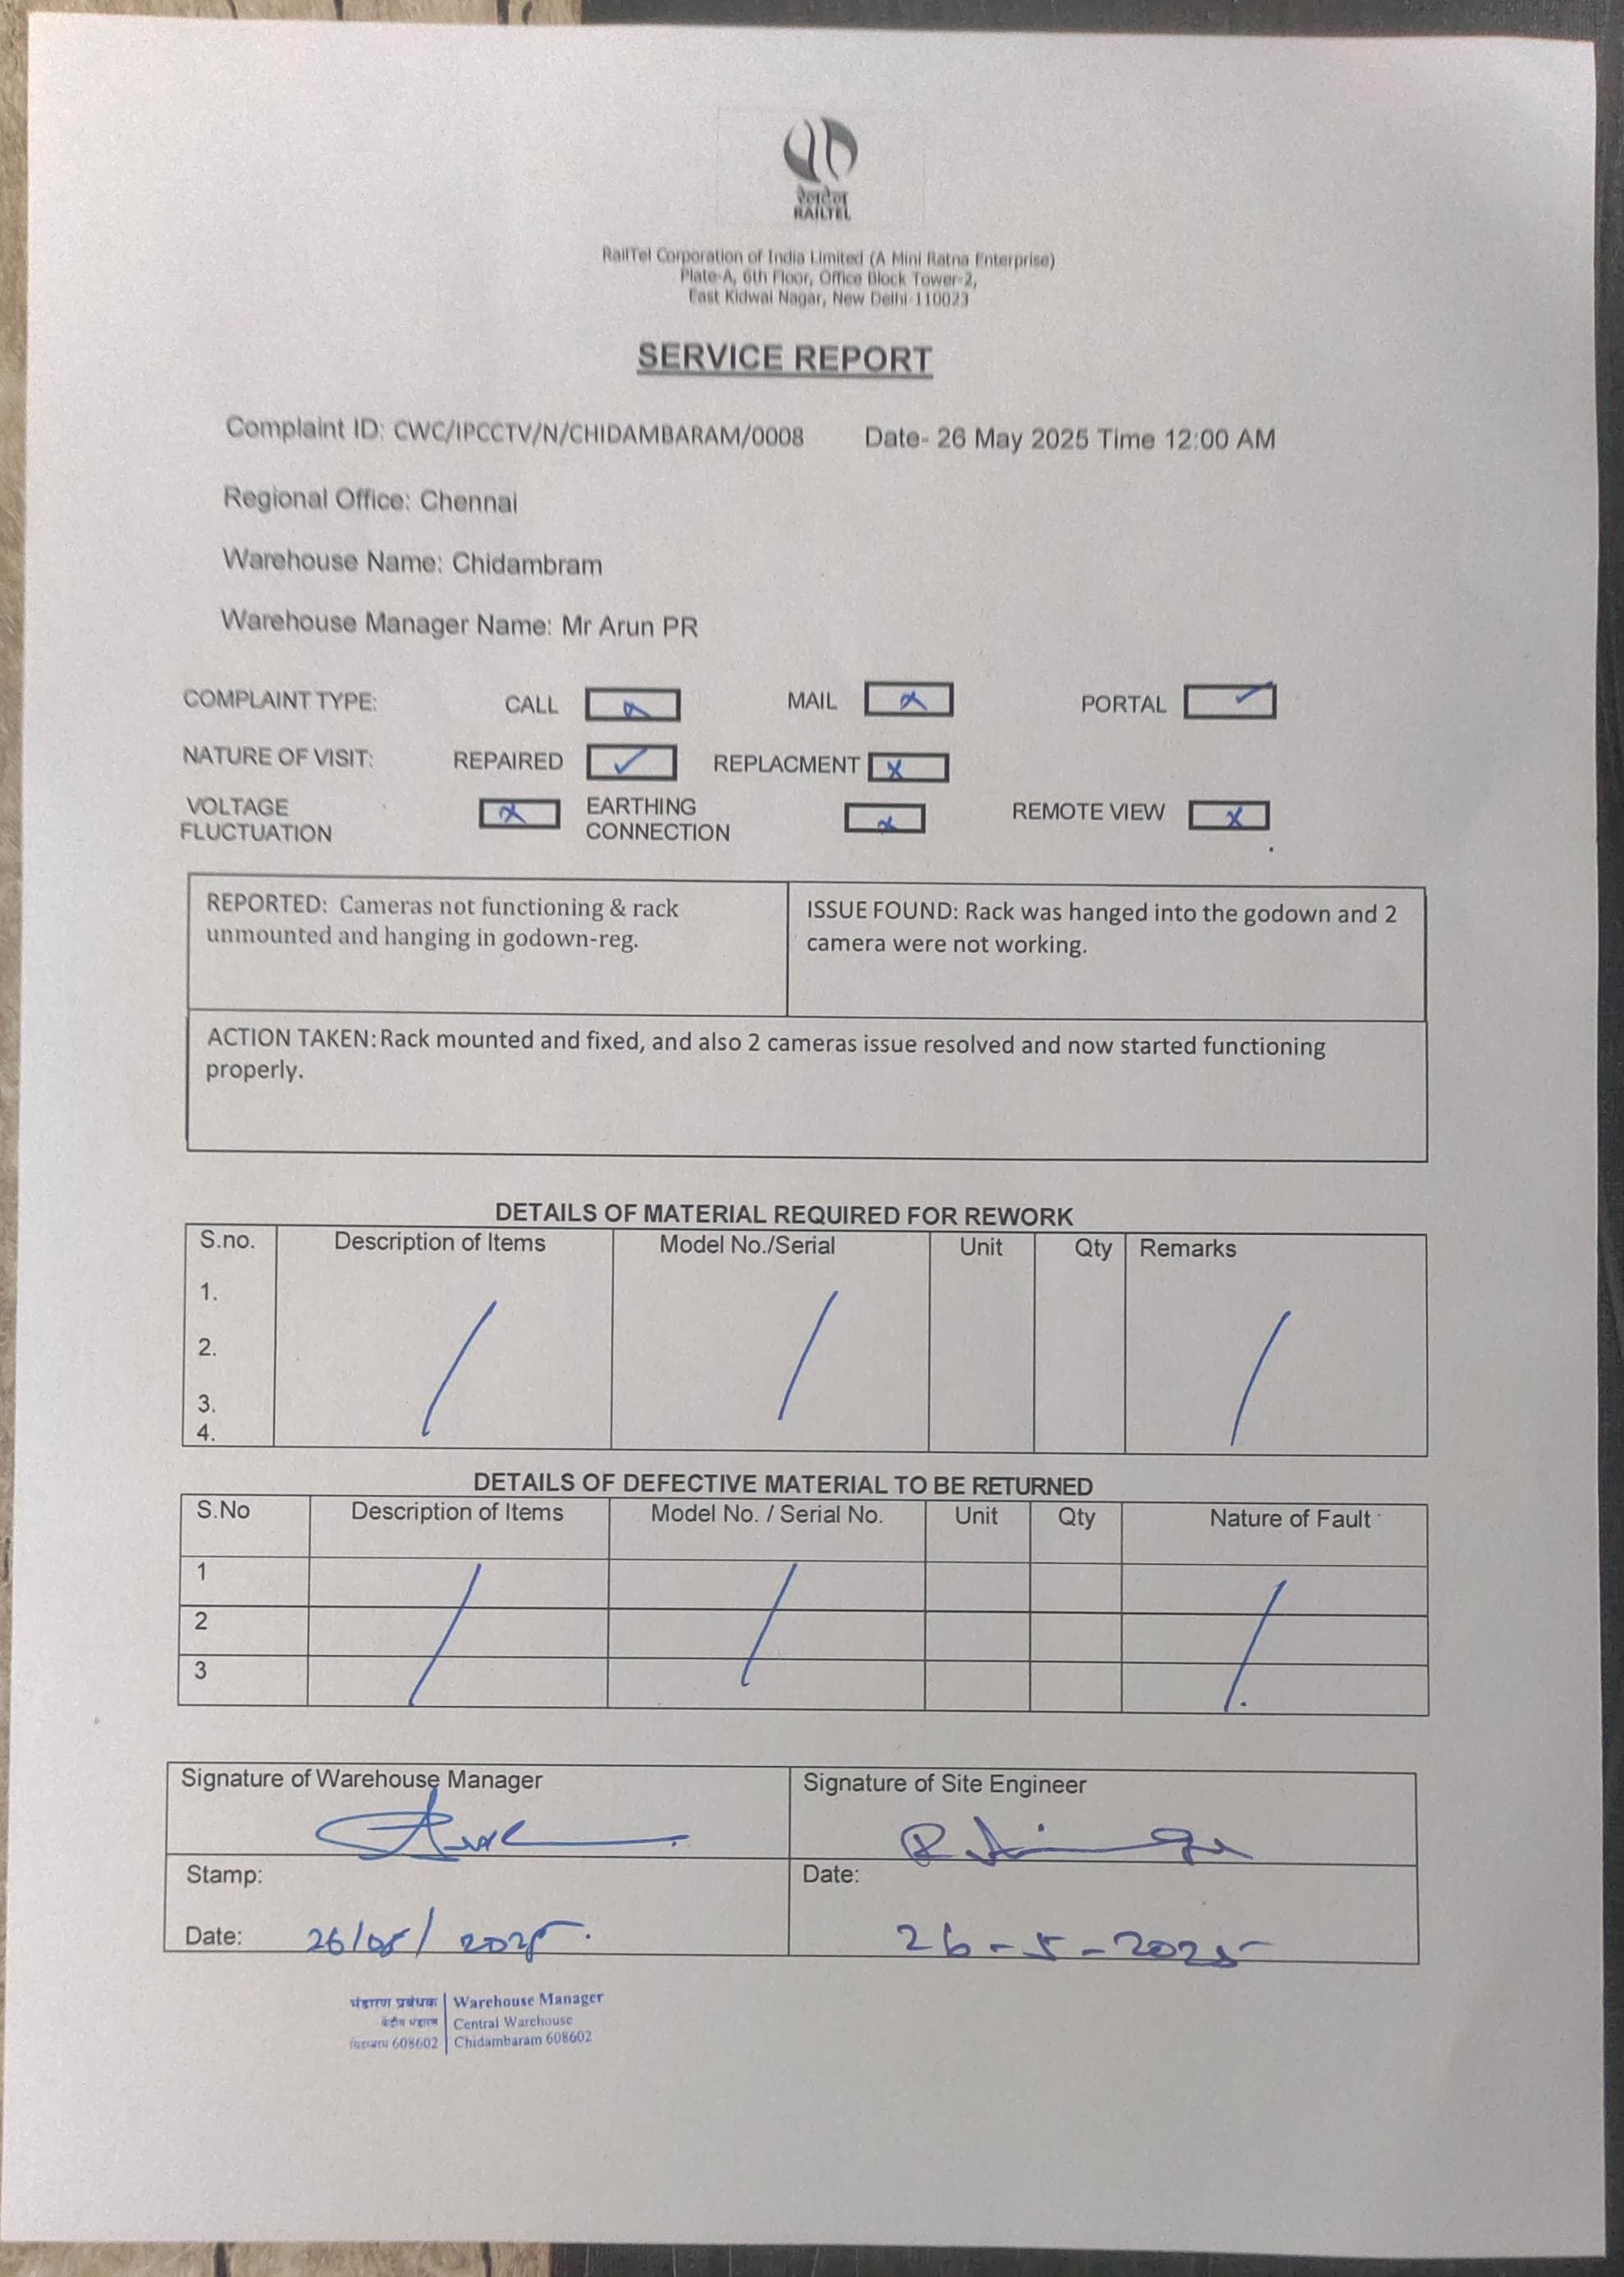 रेलटेल
RAILTEL
RailTel Corporation of India Limited (A Mini Ratna Enterprise)
Plate-A, 6th Floor, Office Block Tower-2,
East Kidwai Nagar, New Delhi-110023
SERVICE REPORT
Complaint ID: CWC/IPCCTV/N/CHIDAMBARAM/0008 Date- 26 May 2025 Time 12:00 AM
Regional Office: Chennai
Warehouse Name: Chidambram
Warehouse Manager Name: Mr Arun PR
COMPLAINT TYPE: CALL x MAIL x PORTAL ✓
NATURE OF VISIT: REPAIRED ✓ REPLACMENT x
VOLTAGE FLUCTUATION x EARTHING CONNECTION x REMOTE VIEW x
REPORTED: Cameras not functioning & rack
unmounted and hanging in godown-reg.
ISSUE FOUND: Rack was hanged into the godown and 2
camera were not working.
ACTION TAKEN: Rack mounted and fixed, and also 2 cameras issue resolved and now started functioning
properly.
DETAILS OF MATERIAL REQUIRED FOR REWORK
S.no. Description of Items Model No./Serial Unit Qty Remarks
1.
2.
3.
4.
DETAILS OF DEFECTIVE MATERIAL TO BE RETURNED
S.No Description of Items Model No. / Serial No. Unit Qty Nature of Fault
1
2
3
Signature of Warehouse Manager Signature of Site Engineer
Stamp: Date:
Date: 26/05/2025. 26-5-2025
भंडारण प्रबंधक Warehouse Manager
केंद्रीय भंडारण Central Warehouse
608602 Chidambaram 608602